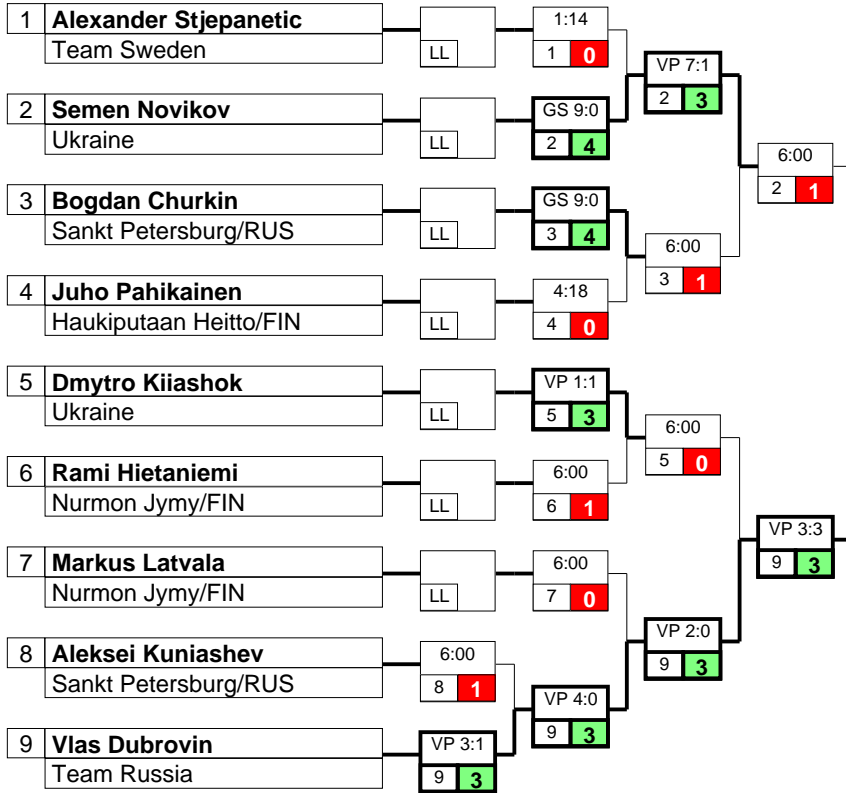 1 Alexander Stjepanetic
Team Sweden
LL
1:14
1 0
VP 7:1
2 3
2 Semen Novikov
Ukraine
LL
GS 9:0
2 4
6:00
2 1
3 Bogdan Churkin
Sankt Petersburg/RUS
LL
GS 9:0
3 4
6:00
3 1
4 Juho Pahikainen
Haukiputaan Heitto/FIN
LL
4:18
4 0
5 Dmytro Kiiashok
Ukraine
LL
VP 1:1
5 3
6:00
5 0
6 Rami Hietaniemi
Nurmon Jymy/FIN
LL
6:00
6 1
VP 3:3
9 3
7 Markus Latvala
Nurmon Jymy/FIN
LL
6:00
7 0
VP 2:0
9 3
8 Aleksei Kuniashev
Sankt Petersburg/RUS
6:00
8 1
VP 4:0
9 3
9 Vlas Dubrovin
Team Russia
VP 3:1
9 3